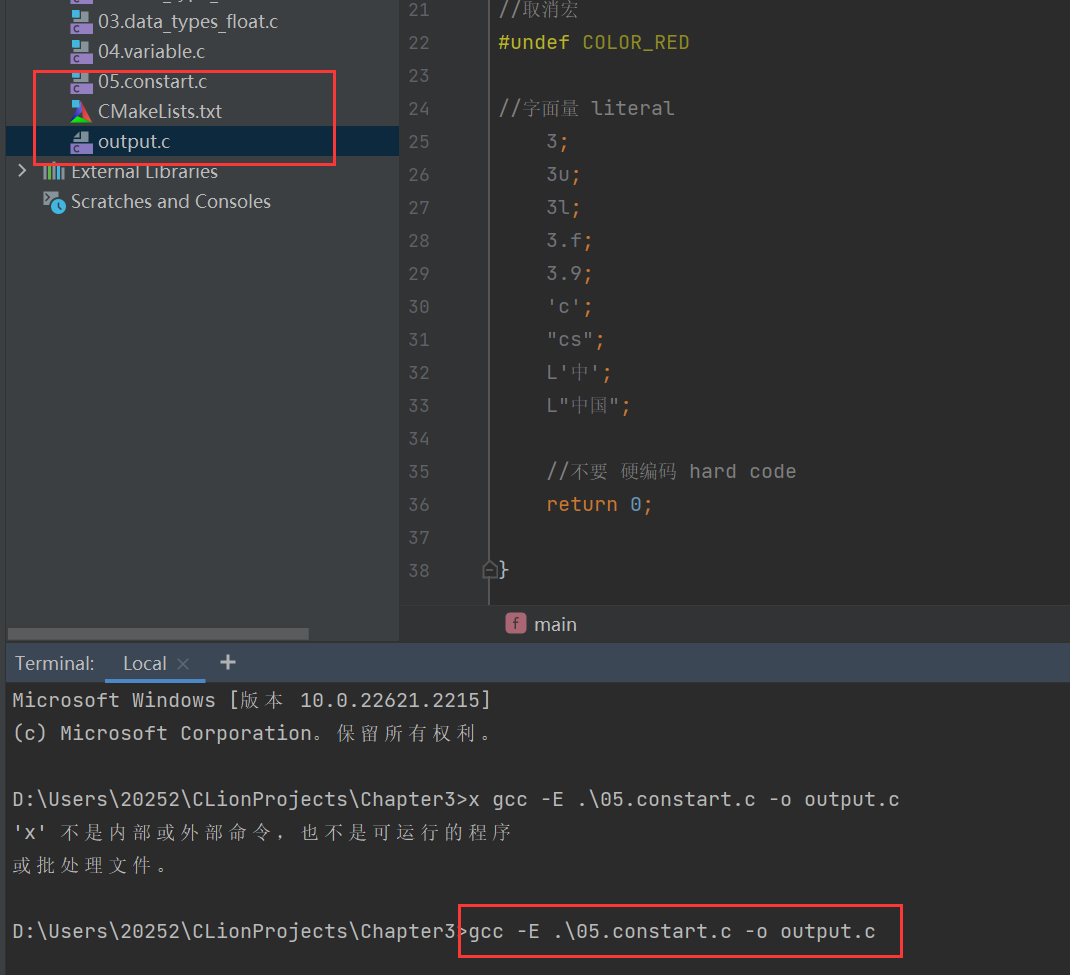 03.data_types_float.c
04.variable.c
05.constart.c
CMakeLists.txt
output.c
External Libraries
Scratches and Consoles
21 //取消宏
22 #undef COLOR_RED
23
24 //字面量 literal
25 3;
26 3u;
27 3l;
28 3.f;
29 3.9;
30 'c';
31 "cs";
32 L'中';
33 L"中国";
34
35 //不要 硬编码 hard code
36 return 0;
37
38 }
f main
Terminal: Local × +
Microsoft Windows [版本 10.0.22621.2215]
(c) Microsoft Corporation。保留所有权利。
D:\Users\20252\CLionProjects\Chapter3>x gcc -E .\05.constart.c -o output.c
'x' 不是内部或外部命令，也不是可运行的程序
或批处理文件。
D:\Users\20252\CLionProjects\Chapter3>gcc -E .\05.constart.c -o output.c